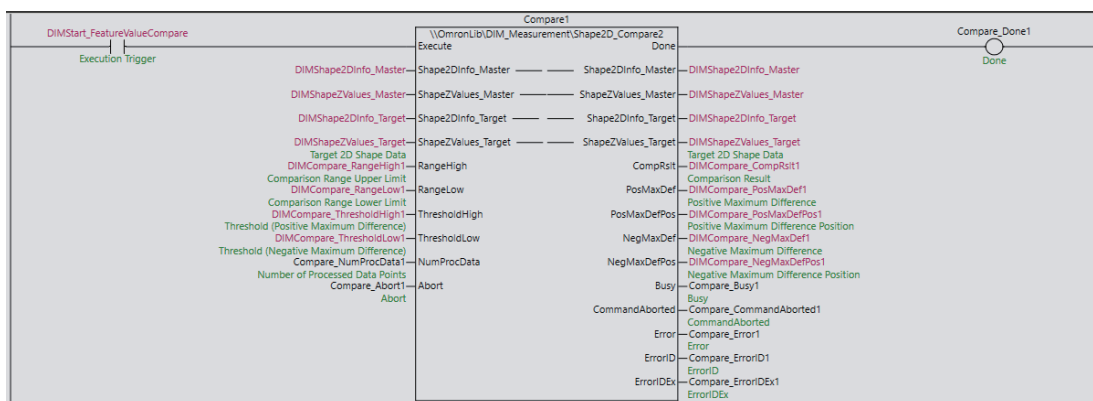 Compare1
DIMStart_FeatureValueCompare
\\OmronLib\DIM_Measurement\Shape2D_Compare2
Compare_Done1
Execute Done
Execution Trigger Done
DIMShape2DInfo_Master Shape2DInfo_Master Shape2DInfo_Master DIMShape2DInfo_Master
DIMShapeZValues_Master ShapeZValues_Master ShapeZValues_Master DIMShapeZValues_Master
DIMShape2DInfo_Target Shape2DInfo_Target Shape2DInfo_Target DIMShape2DInfo_Target
DIMShapeZValues_Target ShapeZValues_Target ShapeZValues_Target DIMShapeZValues_Target
Target 2D Shape Data Target 2D Shape Data
DIMCompare_RangeHigh1 RangeHigh CompRslt DIMCompare_CompRslt1
Comparison Range Upper Limit Comparison Result
DIMCompare_RangeLow1 RangeLow PosMaxDef DIMCompare_PosMaxDef1
Comparison Range Lower Limit Positive Maximum Difference
DIMCompare_ThresholdHigh1 ThresholdHigh PosMaxDefPos DIMCompare_PosMaxDefPos1
Threshold (Positive Maximum Difference) Positive Maximum Difference Position
DIMCompare_ThresholdLow1 ThresholdLow NegMaxDef DIMCompare_NegMaxDef1
Threshold (Negative Maximum Difference) Negative Maximum Difference
Compare_NumProcData1 NumProcData NegMaxDefPos DIMCompare_NegMaxDefPos1
Number of Processed Data Points Negative Maximum Difference Position
Compare_Abort1 Abort Busy Compare_Busy1
Abort Busy
CommandAborted Compare_CommandAborted1
CommandAborted
Error Compare_Error1
Error
ErrorID Compare_ErrorID1
ErrorID
ErrorIDEx Compare_ErrorIDEx1
ErrorIDEx